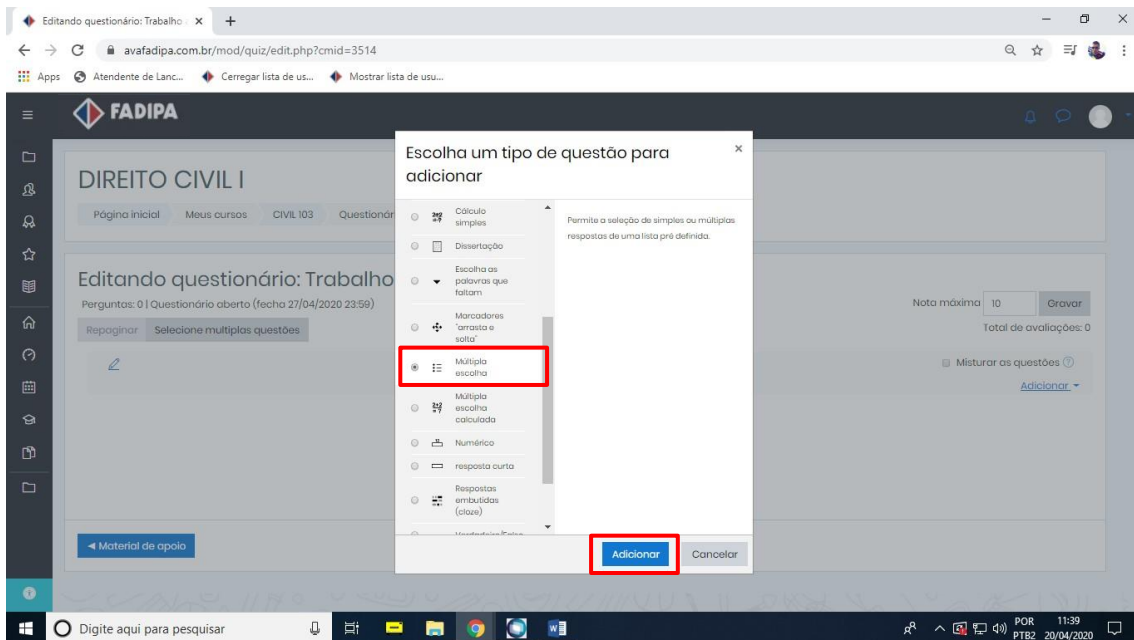 Editando questionário: Trabalho
avafadipa.com.br/mod/quiz/edit.php?cmid=3514
Apps
Atendente de Lanc...
Cerregar lista de us...
Mostrar lista de usu...
FADIPA
DIREITO CIVIL I
Página inicial
Meus cursos
CIVIL 103
Questionár
Editando questionário: Trabalho
Perguntas: 0 | Questionário aberto (fecha 27/04/2020 23:59)
Repaginar
Selecione multiplas questões
Nota máxima
10
Gravar
Total de avaliações: 0
Misturar as questões
Adicionar
Escolha um tipo de questão para
adicionar
×
Cálculo
simples
Dissertação
Escolha as
palavras que
faltam
Marcadores
"arrasta e
solta"
Múltipla
escolha
Múltipla
escolha
calculada
Numérico
resposta curta
Respostas
embutidas
(cloze)
Verdadeiro/Falso
Permite a seleção de simples ou múltiplas
respostas de uma lista pré definida.
Adicionar
Cancelar
◄ Material de apoio
Digite aqui para pesquisar
POR
PTB2
11:39
20/04/2020